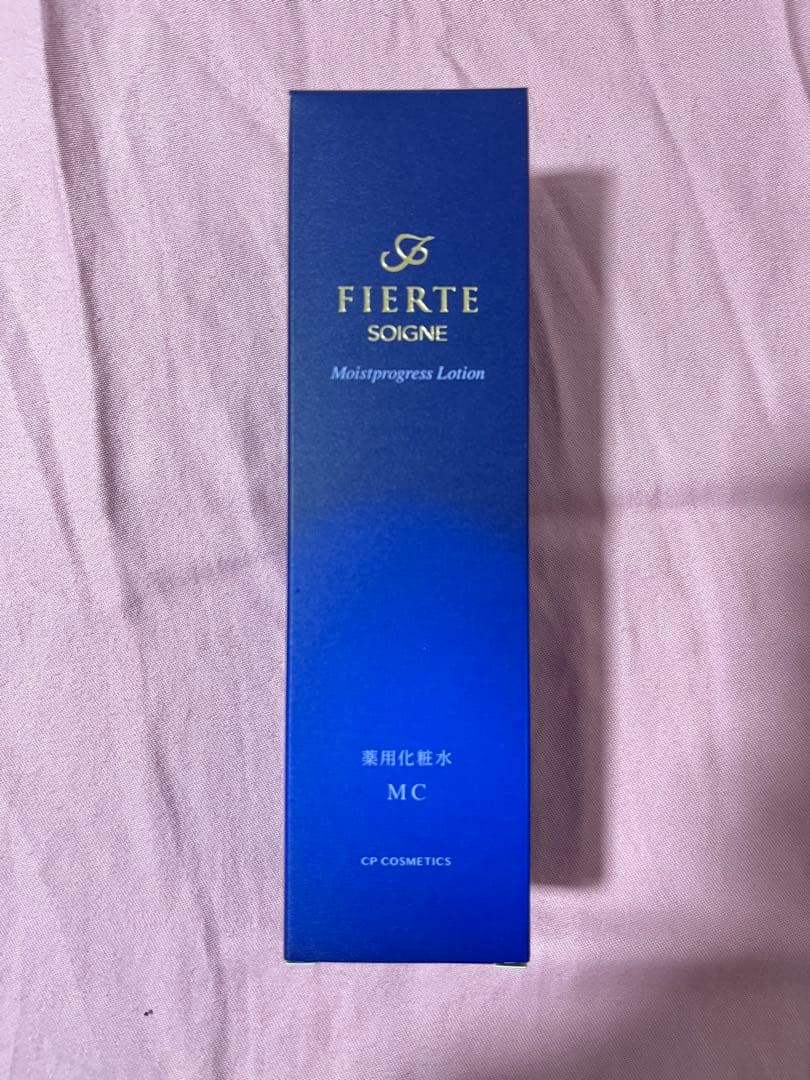 FIERTE
SOIGNE
Moistprogress Lotion
薬用化粧水
MC
CP COSMETICS